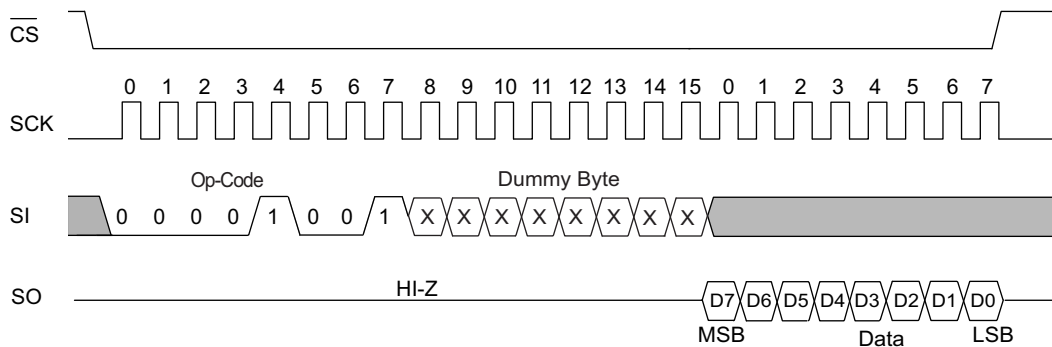 CS
0 1 2 3 4 5 6 7 8 9 10 11 12 13 14 15 0 1 2 3 4 5 6 7
SCK
Op-Code Dummy Byte
SI 0 0 0 0 1 0 0 1 X X X X X X X X
HI-Z
SO D7 D6 D5 D4 D3 D2 D1 D0
MSB Data LSB